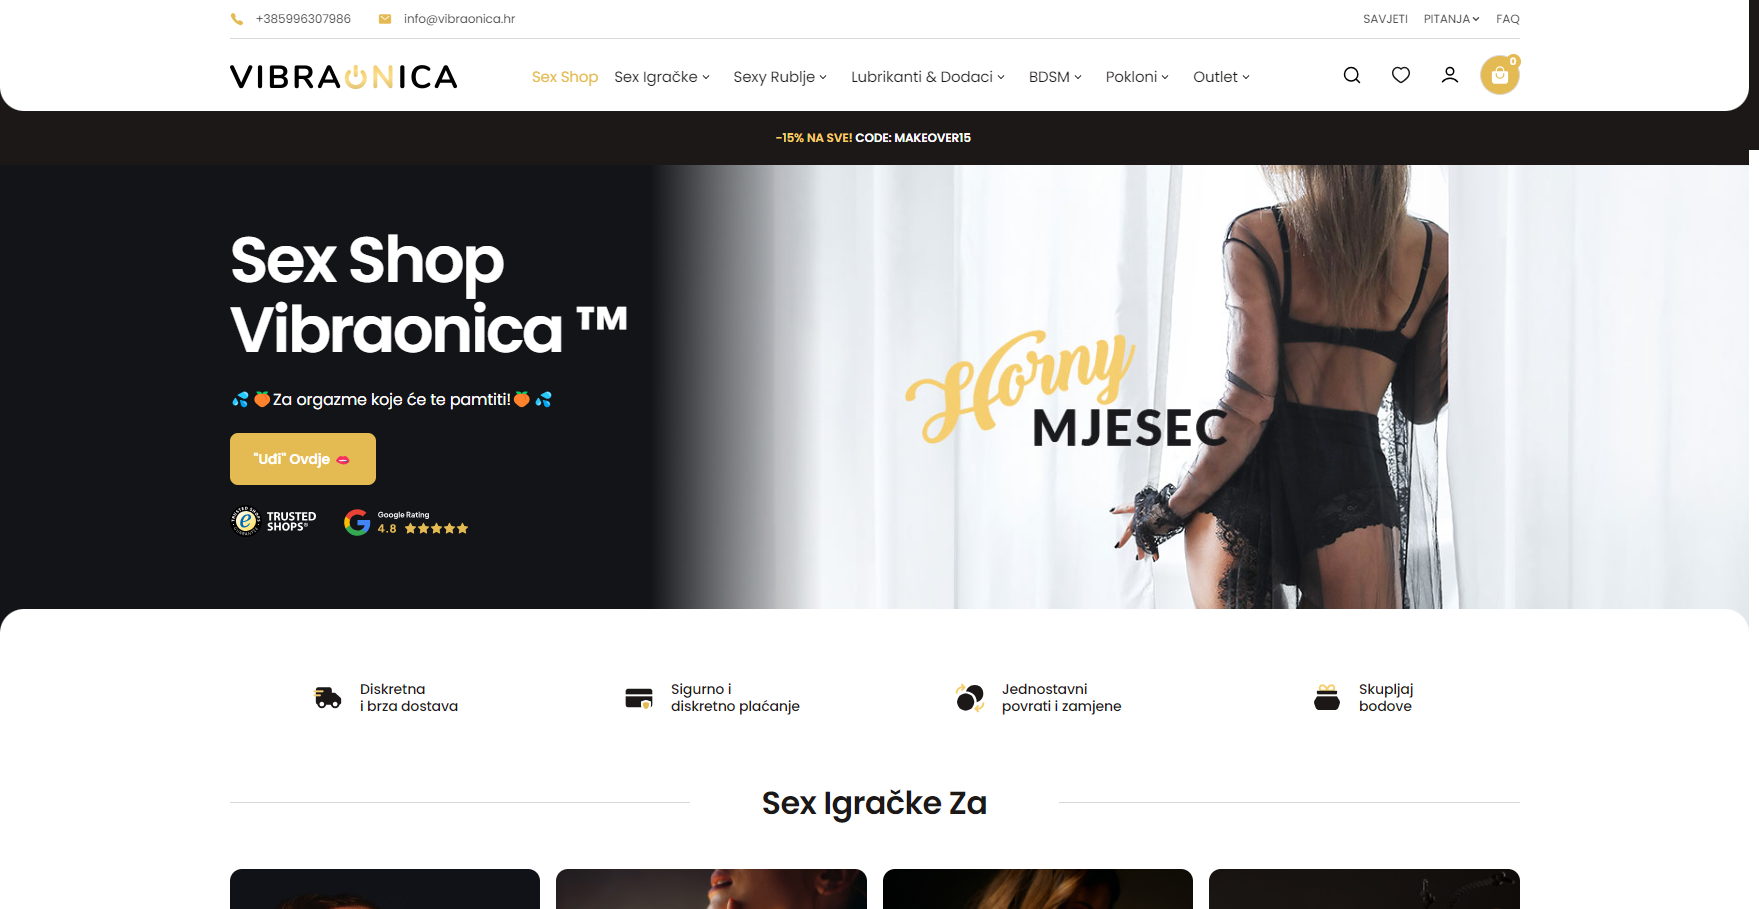 +385996307986
info@vibraonica.hr
SAVJETI
PITANJA
FAQ
VIBRAONICA
Sex Shop
Sex Igračke
Sexy Rublje
Lubrikanti & Dodaci
BDSM
Pokloni
Outlet
0
-15% NA SVE! CODE: MAKEOVER15
Sex Shop
Vibraonica ™
💦🍑Za orgazme koje će te pamtiti!🍑💦
"Uđi" Ovdje 💋
TRUSTED
SHOPS®
Google Rating
4.8
Horny
MJESEC
Diskretna
i brza dostava
Sigurno i
diskretno plaćanje
Jednostavni
povrati i zamjene
Skupljaj
bodove
Sex Igračke Za